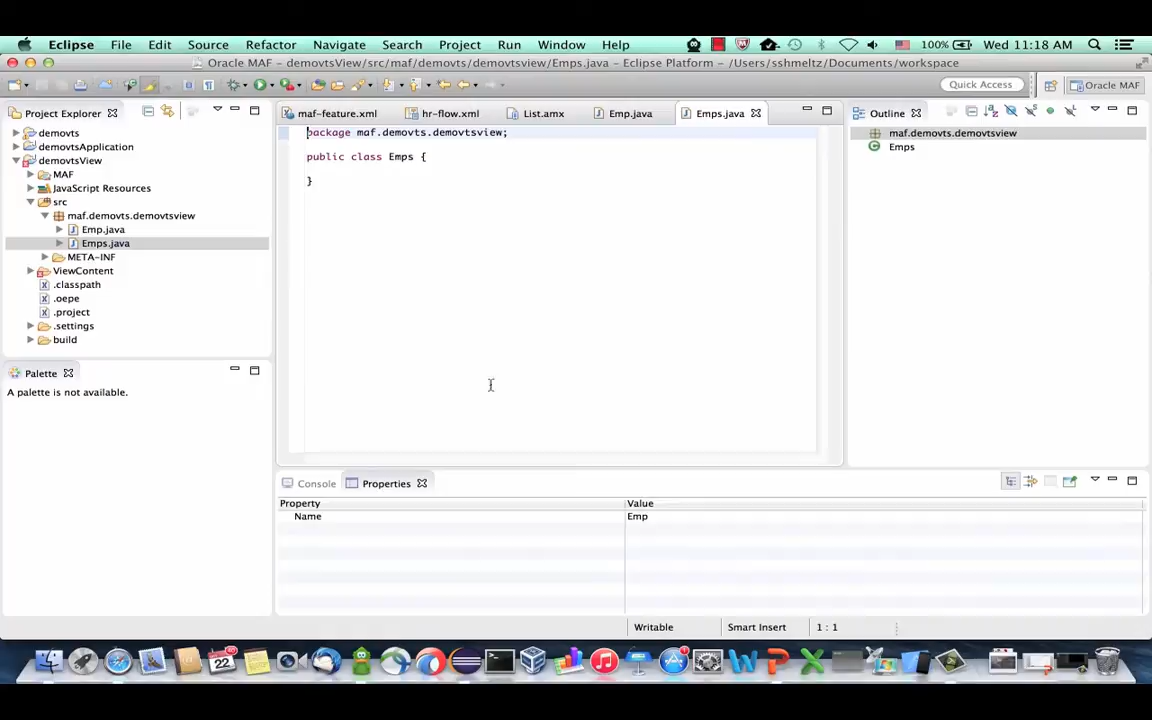 Eclipse File Edit Source Refactor Navigate Search Project Run Window Help 100% Wed 11:18 AM
Oracle MAF - demovtsView/src/maf/demovts/demovtsview/Emps.java - Eclipse Platform - /Users/sshmeltz/Documents/workspace
Quick Access Oracle MAF
Project Explorer
demovts
demovtsApplication
demovtsView
MAF
JavaScript Resources
src
maf.demovts.demovtsview
Emp.java
Emps.java
META-INF
ViewContent
.classpath
.oepe
.project
.settings
build
Palette
A palette is not available.
maf-feature.xml hr-flow.xml List.amx Emp.java Emps.java
package maf.demovts.demovtsview;
public class Emps {
}
Outline
maf.demovts.demovtsview
Emps
Console Properties
Property Value
Name Emp
Writable Smart Insert 1 : 1
22